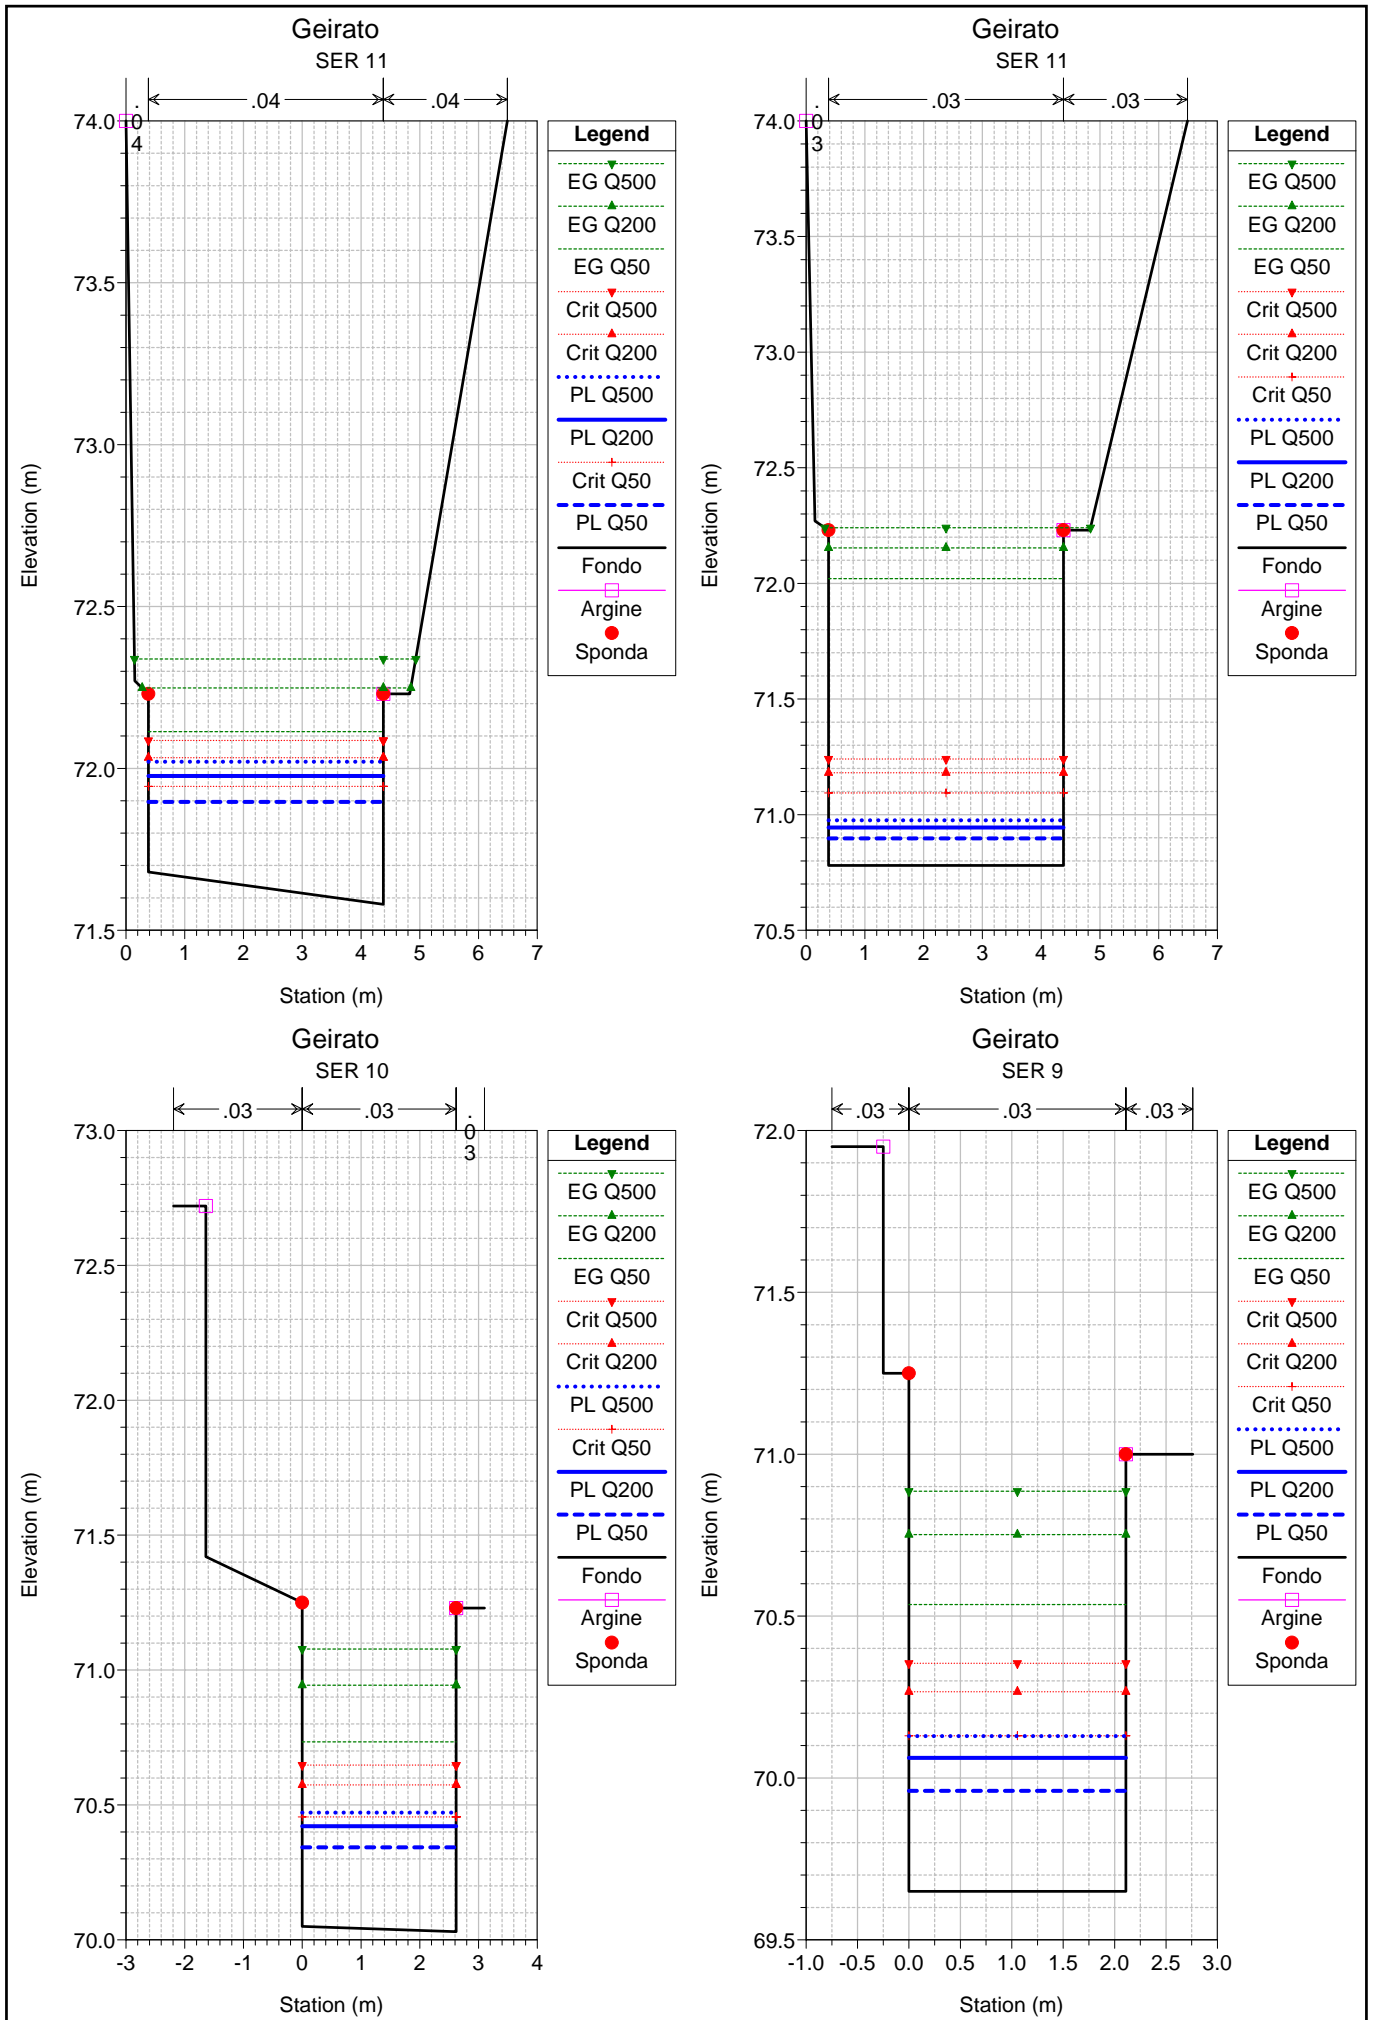 Geirato
SER 11
.04
.04
.04
74.0
73.5
73.0
72.5
72.0
71.5
Elevation (m)
0 1 2 3 4 5 6 7
Station (m)
Legend
EG Q500
EG Q200
EG Q50
Crit Q500
Crit Q200
PL Q500
PL Q200
Crit Q50
PL Q50
Fondo
Argine
Sponda
Geirato
SER 11
.03
.03
.03
74.0
73.5
73.0
72.5
72.0
71.5
71.0
70.5
Elevation (m)
0 1 2 3 4 5 6 7
Station (m)
Legend
EG Q500
EG Q200
EG Q50
Crit Q500
Crit Q200
Crit Q50
PL Q500
PL Q200
PL Q50
Fondo
Argine
Sponda
Geirato
SER 10
.03
.03
.03
73.0
72.5
72.0
71.5
71.0
70.5
70.0
Elevation (m)
-3 -2 -1 0 1 2 3 4
Station (m)
Legend
EG Q500
EG Q200
EG Q50
Crit Q500
Crit Q200
PL Q500
Crit Q50
PL Q200
PL Q50
Fondo
Argine
Sponda
Geirato
SER 9
.03
.03
.03
72.0
71.5
71.0
70.5
70.0
69.5
Elevation (m)
-1.0 -0.5 0.0 0.5 1.0 1.5 2.0 2.5 3.0
Station (m)
Legend
EG Q500
EG Q200
EG Q50
Crit Q500
Crit Q200
Crit Q50
PL Q500
PL Q200
PL Q50
Fondo
Argine
Sponda